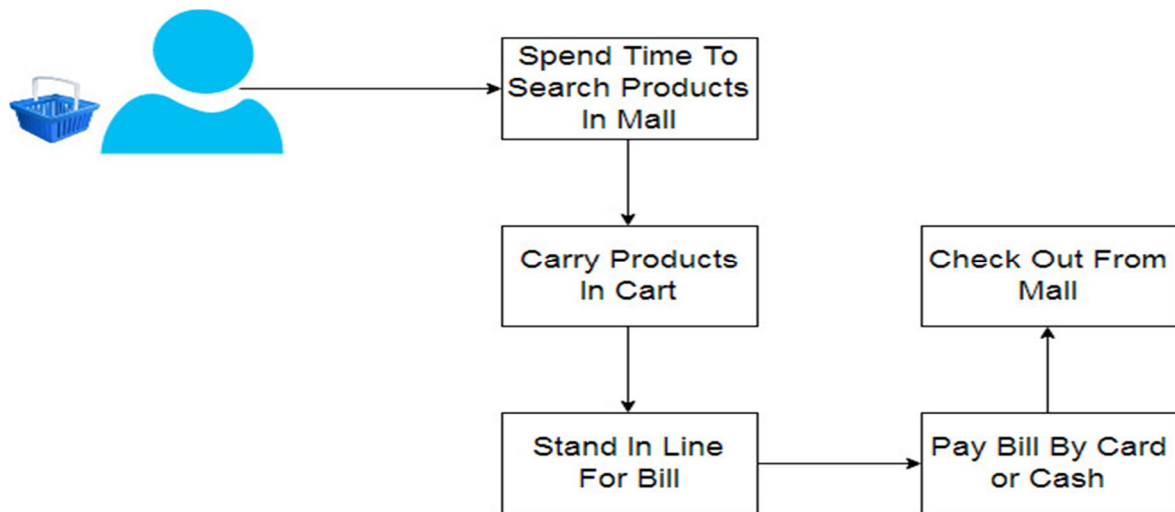 Spend Time To
Search Products
In Mall
Carry Products
In Cart
Stand In Line
For Bill
Pay Bill By Card
or Cash
Check Out From
Mall